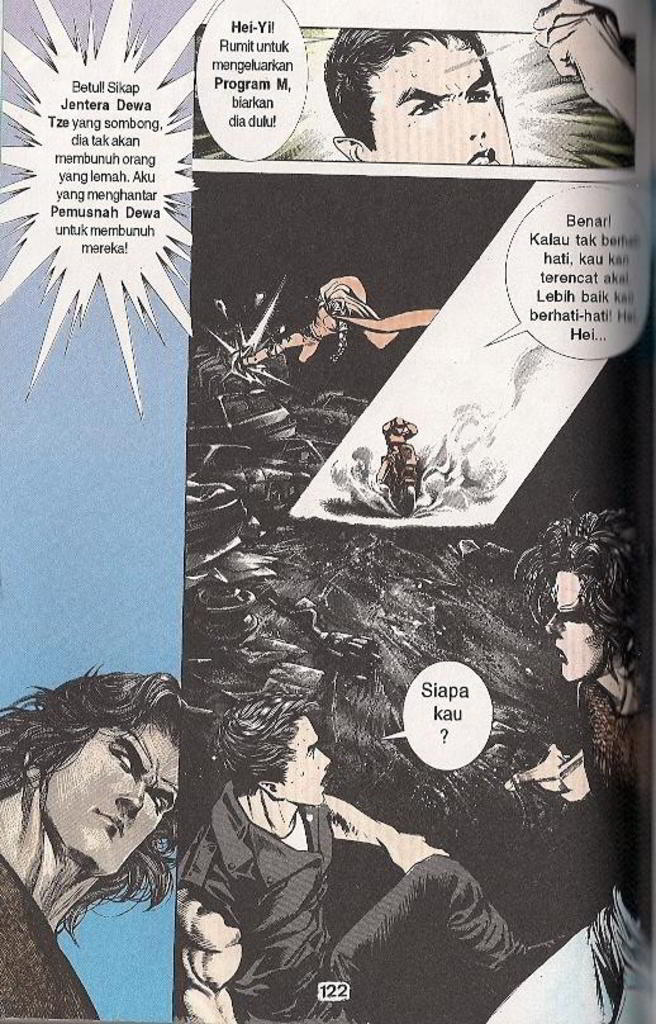 Betul! Sikap
Jentera Dewa
Tze yang sombong,
dia tak akan
membunuh orang
yang lemah. Aku
yang menghantar
Pemusnah Dewa
untuk membunuh
mereka!
Hei-Yi!
Rumit untuk
mengeluarkan
Program M,
biarkan
dia dulu!
Benar!
Kalau tak
hati, kau
terencat
Lebih baik
berhati-hati!
Hei...
Siapa
kau
?
122